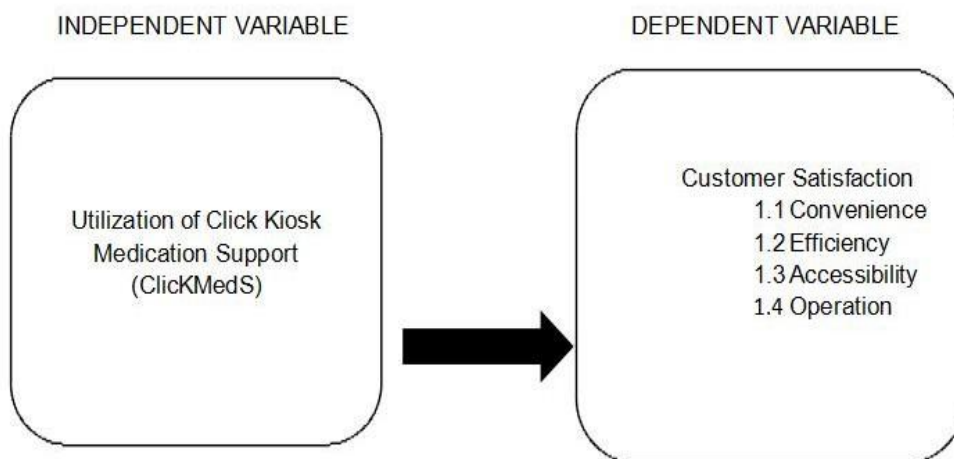 INDEPENDENT VARIABLE
DEPENDENT VARIABLE
Utilization of Click Kiosk
Medication Support
(ClicKMedS)
Customer Satisfaction
1.1 Convenience
1.2 Efficiency
1.3 Accessibility
1.4 Operation